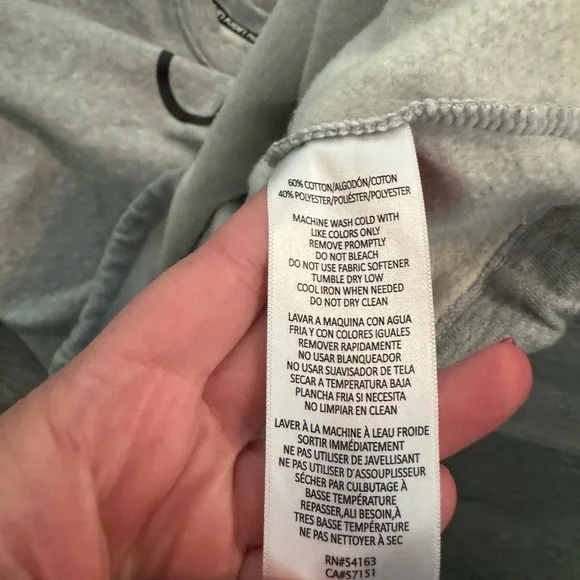 60% COTTON/ALGODÓN/COTON
40% POLYESTER/POLIÉSTER/POLYESTER
MACHINE WASH COLD WITH
LIKE COLORS ONLY
REMOVE PROMPTLY
DO NOT BLEACH
DO NOT USE FABRIC SOFTENER
TUMBLE DRY LOW
COOL IRON WHEN NEEDED
DO NOT DRY CLEAN
LAVAR A MAQUINA CON AGUA
FRIA Y CON COLORES IGUALES
REMOVER RAPIDAMENTE
NO USAR BLANQUEADOR
NO USAR SUAVISADOR DE TELA
SECAR A TEMPERATURA BAJA
PLANCHA FRIA SI NECESITA
NO LIMPIAR EN CLEAN
LAVER À LA MACHINE À LEAU FROIDE
SORTIR IMMÉDIATEMENT
NE PAS UTILISER DE JAVELLISANT
NE PAS UTILISER D'ASSOUPLISSEUR
SÉCHER PAR CULBUTAGE À
BASSE TEMPÉRATURE
REPASSER,ALI BESOIN,À
TRES BASSE TEMPÉRATURE
NE PAS NETTOYER À SEC
RN#54163
CA#57151